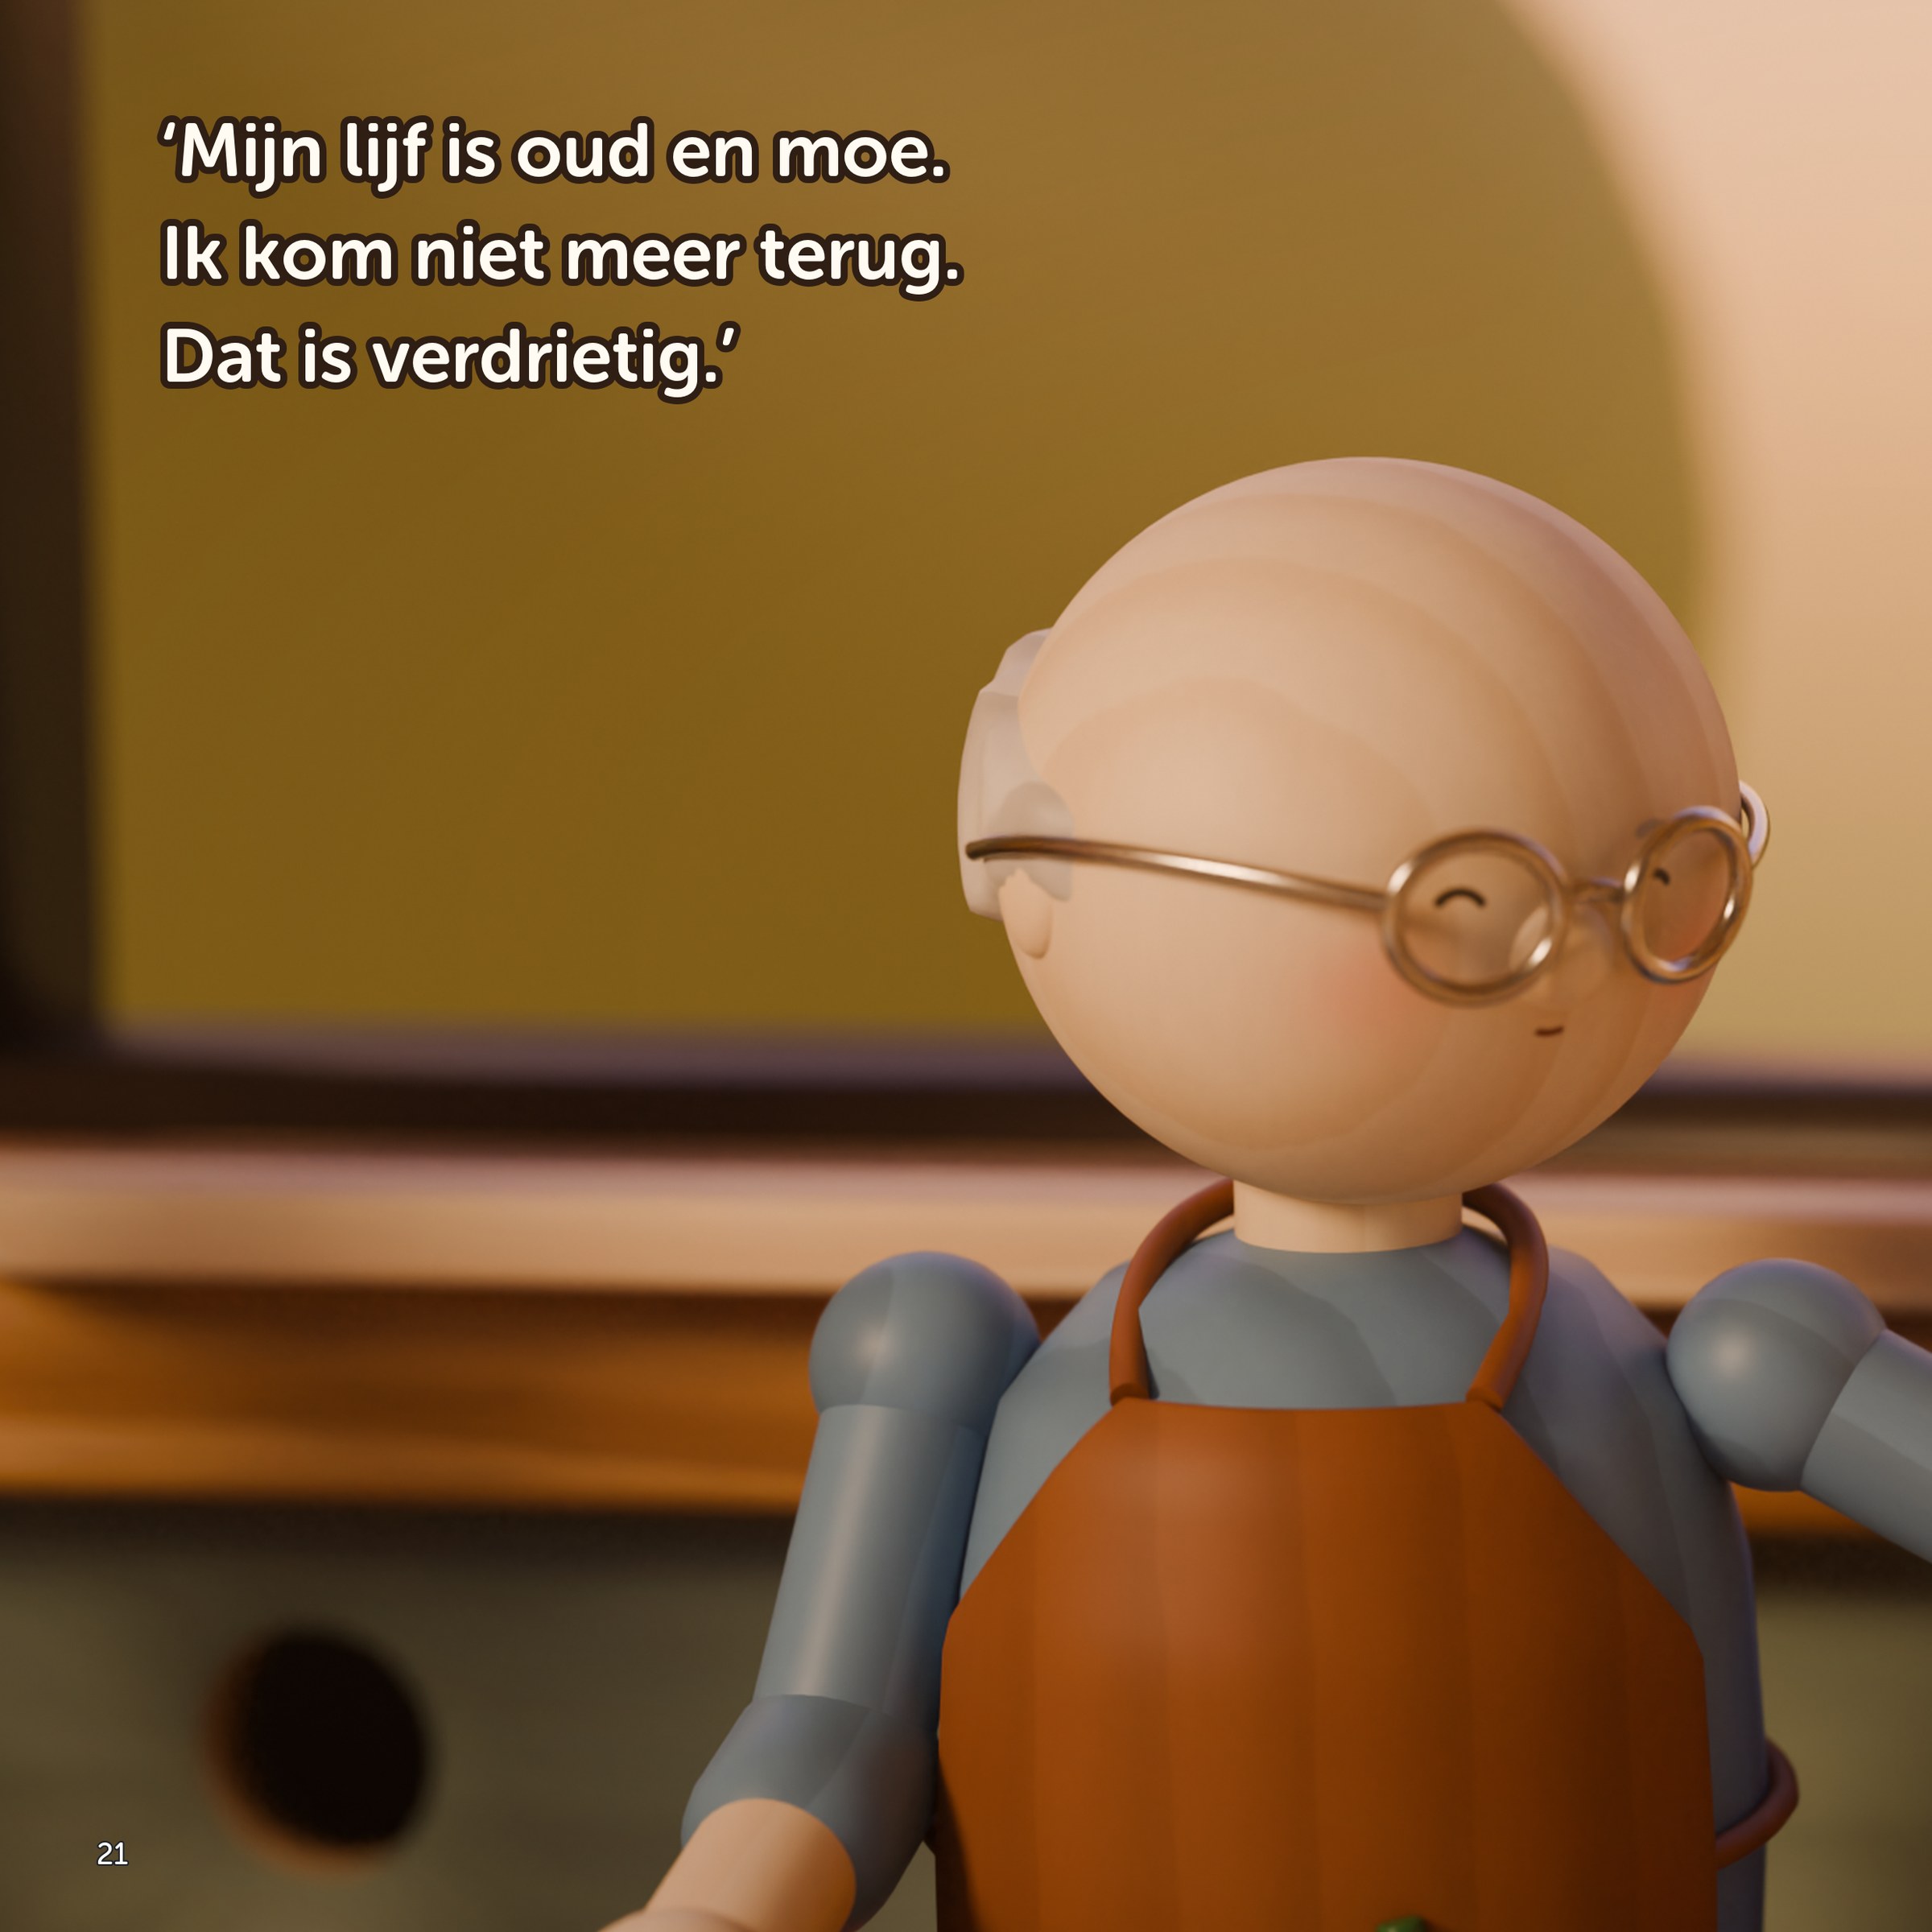 ‘Mijn lijf is oud en moe.
Ik kom niet meer terug.
Dat is verdrietig.’
21